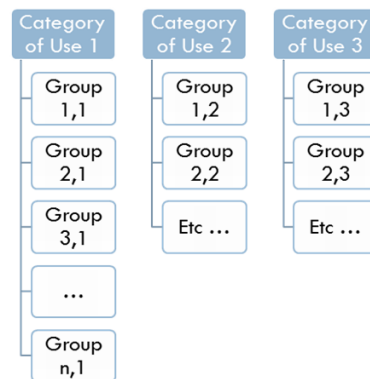 Category
of Use 1
Group
1,1
Group
2,1
Group
3,1
...
Group
n,1
Category
of Use 2
Group
1,2
Group
2,2
Etc ...
Category
of Use 3
Group
1,3
Group
2,3
Etc ...